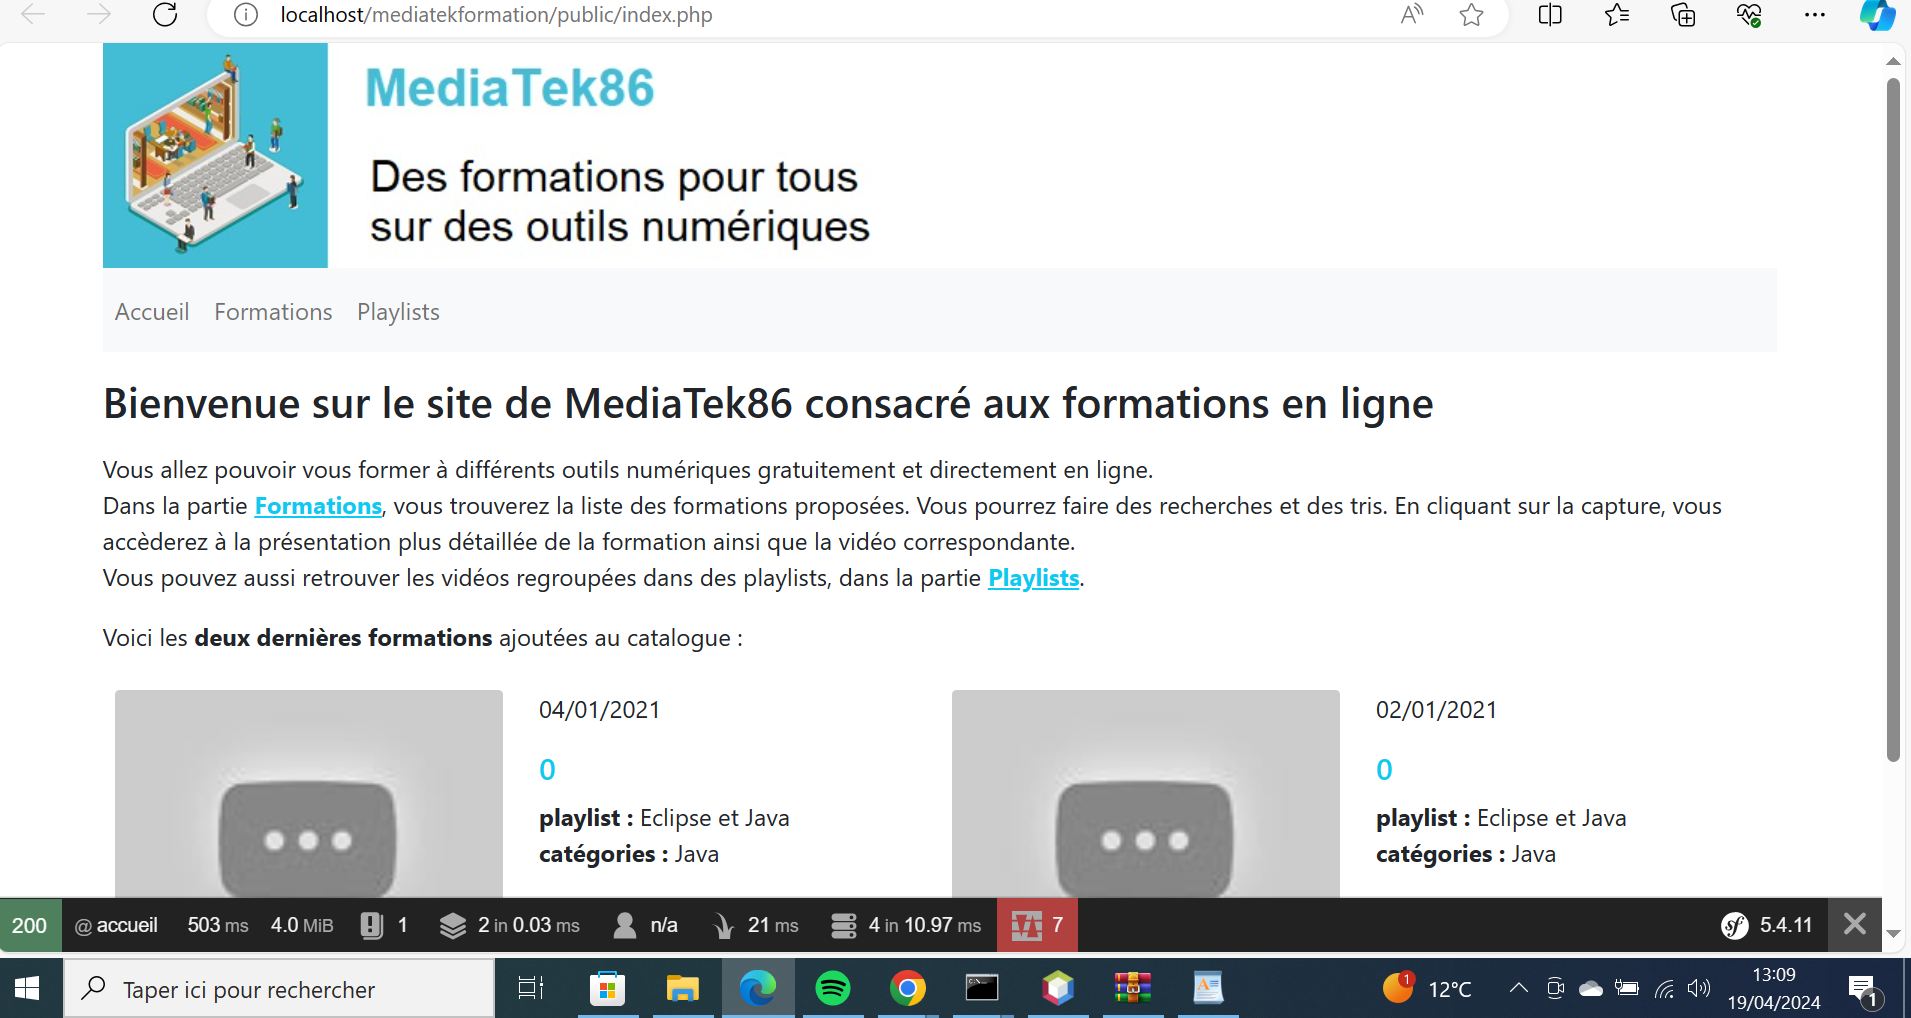 localhost/mediatekformation/public/index.php
MediaTek86
Des formations pour tous
sur des outils numériques
Accueil Formations Playlists
Bienvenue sur le site de MediaTek86 consacré aux formations en ligne
Vous allez pouvoir vous former à différents outils numériques gratuitement et directement en ligne.
Dans la partie Formations, vous trouverez la liste des formations proposées. Vous pourrez faire des recherches et des tris. En cliquant sur la capture, vous
accèderez à la présentation plus détaillée de la formation ainsi que la vidéo correspondante.
Vous pouvez aussi retrouver les vidéos regroupées dans des playlists, dans la partie Playlists.
Voici les deux dernières formations ajoutées au catalogue :
04/01/2021
0
playlist : Eclipse et Java
catégories : Java
02/01/2021
0
playlist : Eclipse et Java
catégories : Java
200 @ accueil 503 ms 4.0 MiB 1 2 in 0.03 ms n/a 21 ms 4 in 10.97 ms 7 sf 5.4.11
Taper ici pour rechercher
1 12°C
13:09
19/04/2024
1